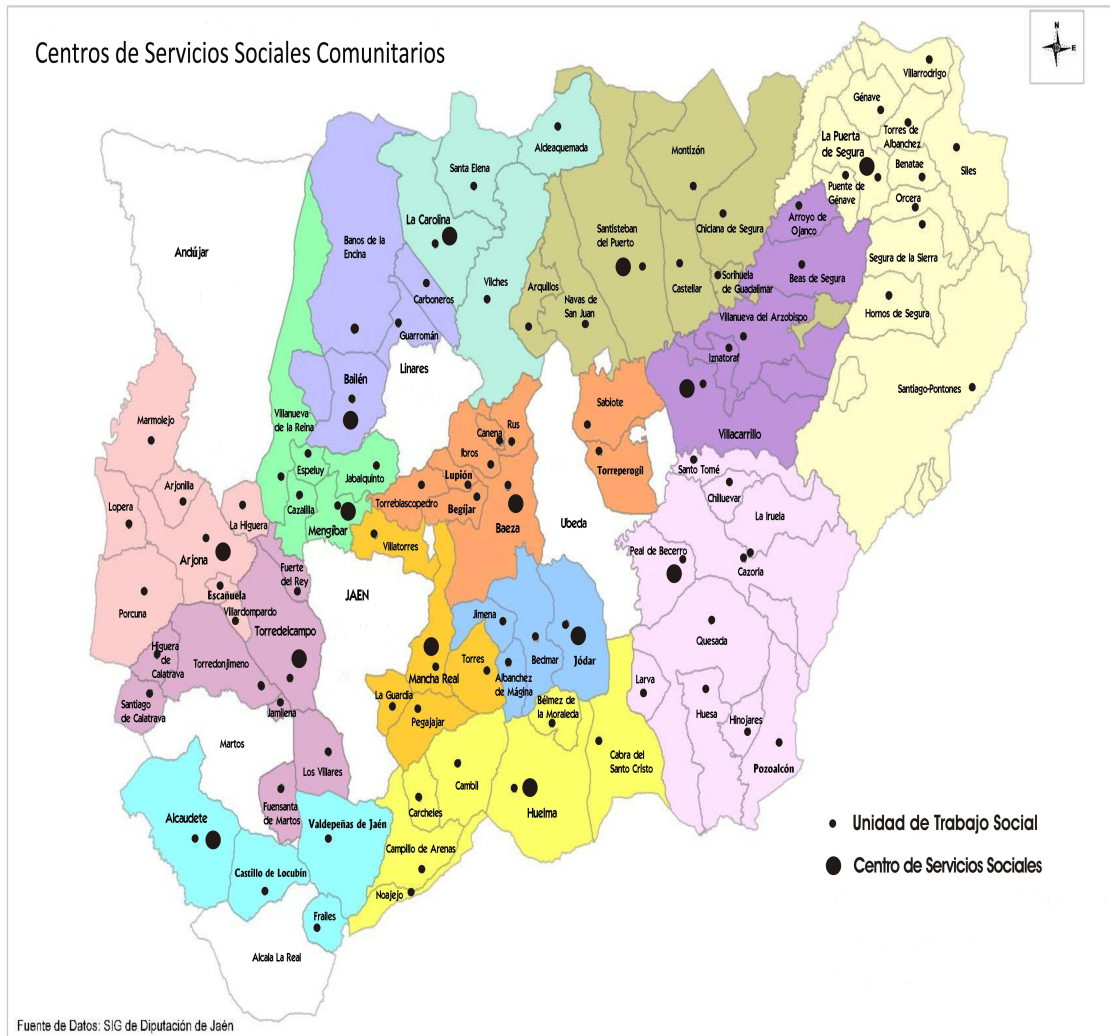 Centros de Servicios Sociales Comunitarios
N
E
Villarrodrigo
Génave
Torres de
Albanchez
La Puerta
de Segura
Benatae
Siles
Puente de
Génave
Orcera
Segura de la Sierra
Hornos de Segura
Santiago-Pontones
Aldeaquemada
Santa Elena
La Carolina
Vilches
Montizón
Chiclana de Segura
Santisteban
del Puerto
Castellar
Sorihuela
de Guadalimar
Arquillos
Navas de
San Juan
Arroyo de
Ojanco
Beas de Segura
Villanueva del Arzobispo
Iznatoraf
Villacarrillo
Andújar
Banos de la
Encina
Carboneros
Guarromán
Linares
Bailén
Villanueva
de la Reina
Espeluy
Jabalquinto
Cazalilla
Mengíbar
Marmolejo
Arjonilla
Lopera
La Higuera
Arjona
Escañuela
Porcuna
Villardompardo
Fuerte
del Rey
Torredelcampo
Higuera
de
Calatrava
Torredonjimeno
Santiago
de Calatrava
Jamilena
Martos
Los Villares
Fuensanta
de Martos
JAEN
Sabiote
Torreperogil
Canena
Rus
Ibros
Lupión
Torreblascopedro
Begíjar
Baeza
Ubeda
Villatorres
Santo Tomé
Chilluevar
La Iruela
Peal de Becerro
Cazorla
Quesada
Larva
Huesa
Hinojares
Pozoalcón
Jimena
Bedmar
Jódar
Albanchez
de Mágina
Torres
Mancha Real
La Guardia
Pegajajar
Bélmez de
la Moraleda
Cabra del
Santo Cristo
Cambil
Huelma
Carcheles
Campillo de Arenas
Noajejo
Alcaudete
Valdepeñas de Jaén
Castillo de Locubín
Frailes
Alcala La Real
Unidad de Trabajo Social
Centro de Servicios Sociales
Fuente de Datos: SIG de Diputación de Jaén